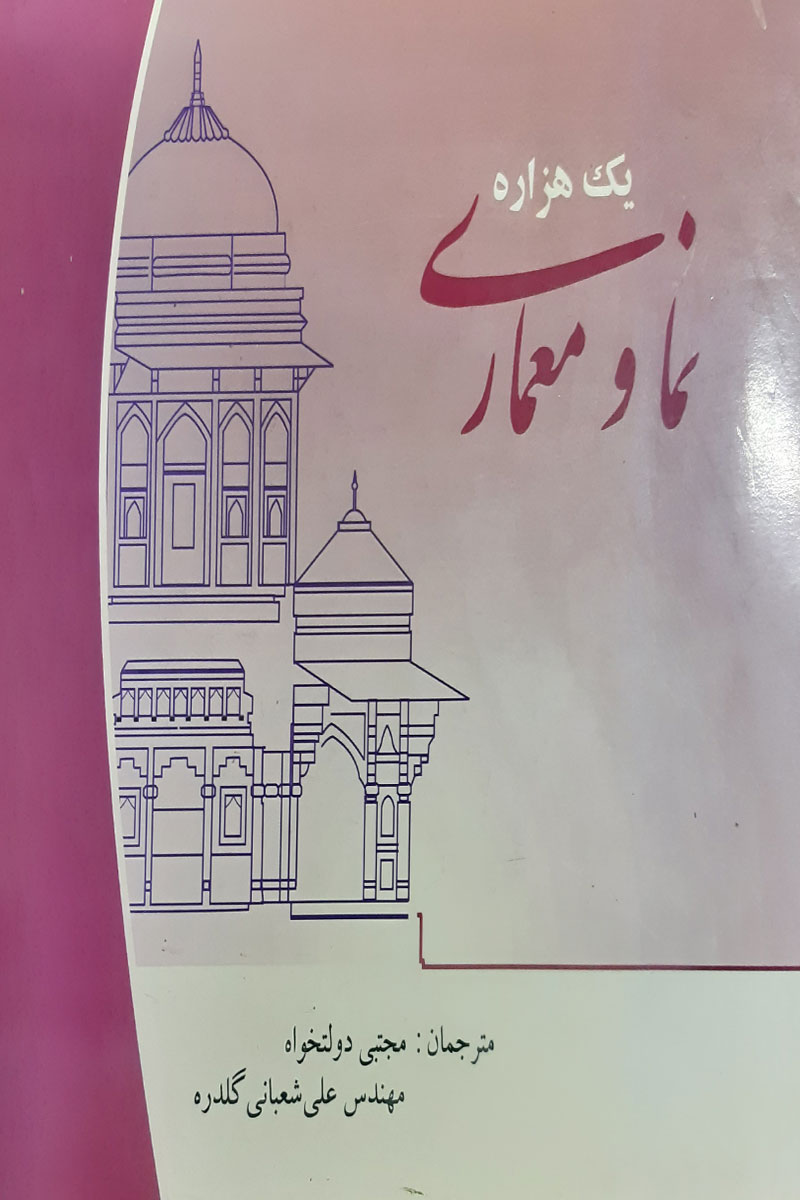 یک هزاره
نما و معماری
مترجمان: مجتبی دولتخواه
مهندس علی شعبانی گلدره